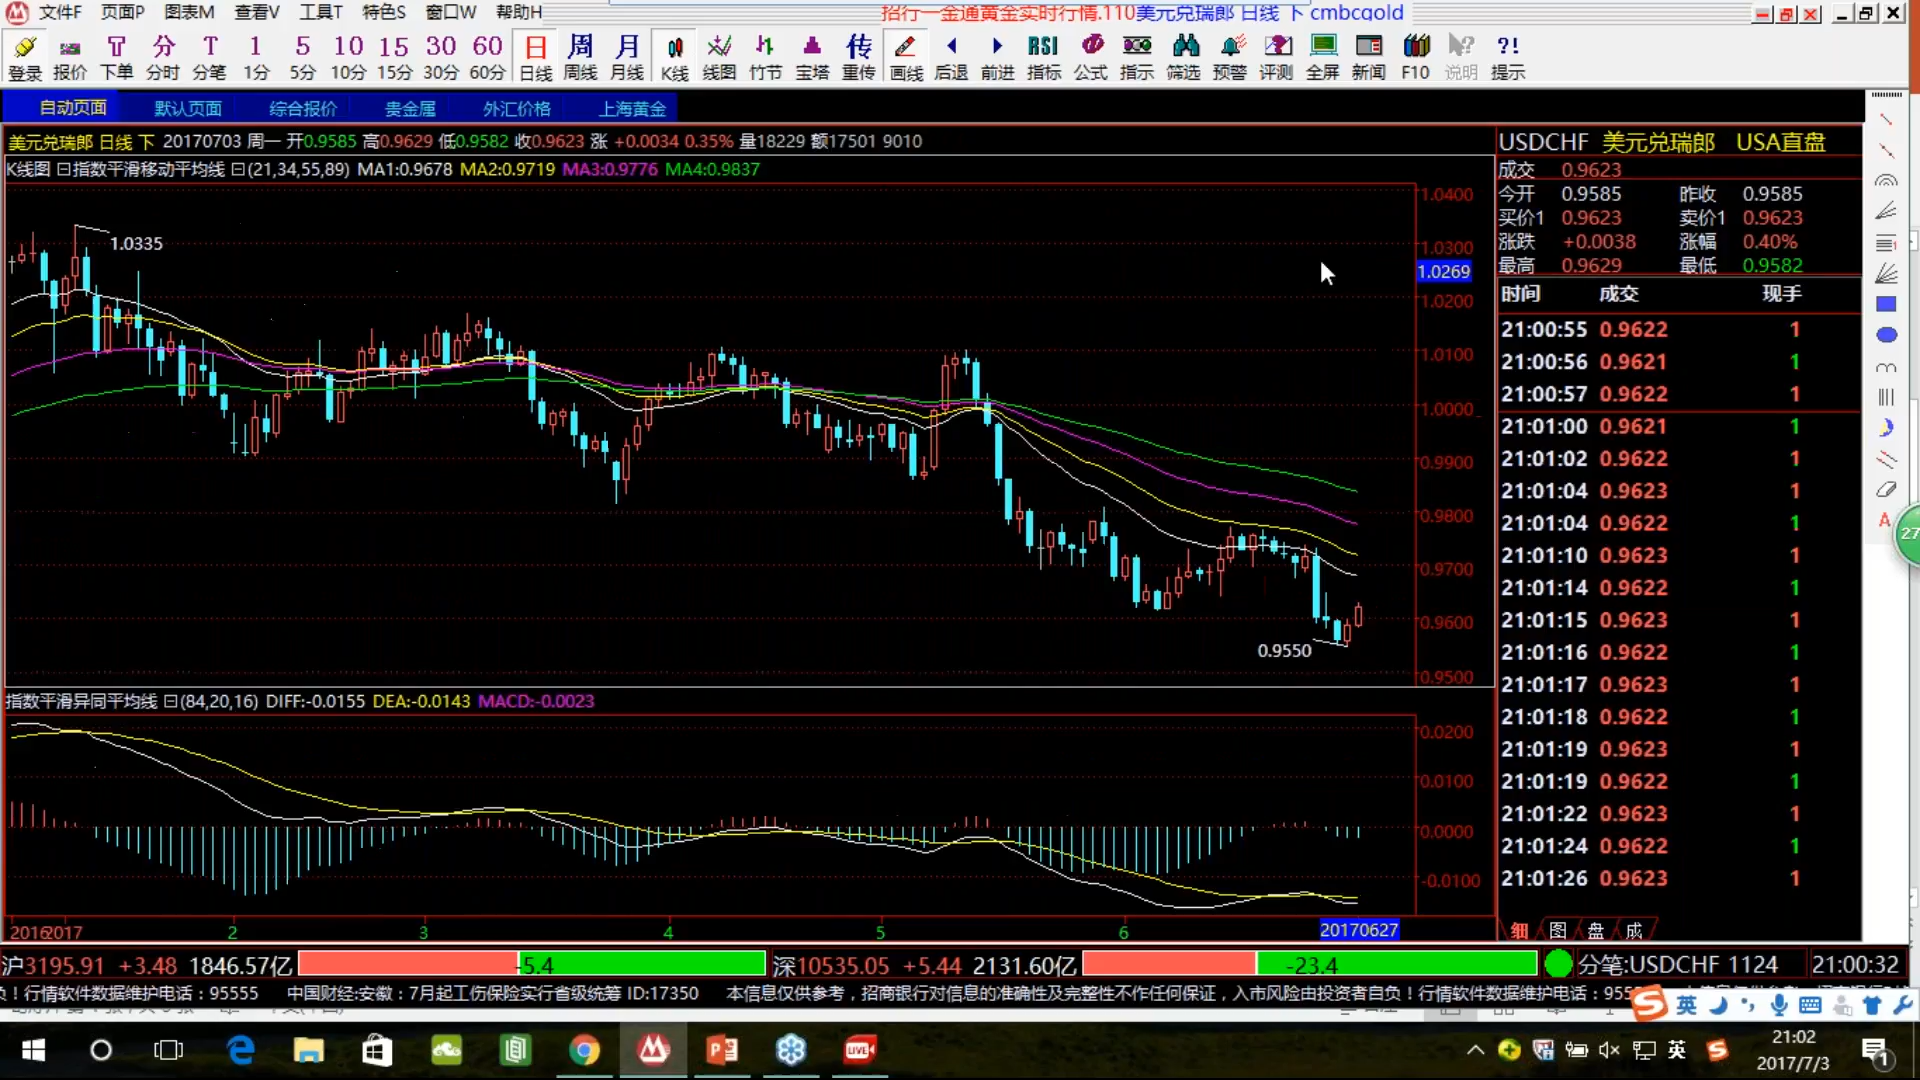 文件F 页面P 图表M 查看V 工具T 特色S 窗口W 帮助H
招行一金通黄金实时行情.110美元兑瑞郎 日线 下 cmbcgold
T 分 T 1 5 10 15 30 60 日 周 月 传 RSI ?!
登录 报价 下单 分时 分笔 1分 5分 10分 15分 30分 60分 日线 周线 月线 K线 线图 竹节 宝塔 重传 画线 后退 前进 指标 公式 指示 筛选 预警 评测 全屏 新闻 F10 说明 提示
自动页面 默认页面 综合报价 贵金属 外汇价格 上海黄金
美元兑瑞郎 日线 下 20170703 周一 开0.9585 高0.9629 低0.9582 收0.9623 涨 +0.0034 0.35% 量18229 额17501 9010
K线图 指数平滑移动平均线 (21,34,55,89) MA1:0.9678 MA2:0.9719 MA3:0.9776 MA4:0.9837
1.0400
1.0335
1.0300
1.0269
1.0200
1.0100
1.0000
0.9900
0.9800
0.9700
0.9600
0.9550
0.9500
指数平滑异同平均线 (84,20,16) DIFF:-0.0155 DEA:-0.0143 MACD:-0.0023
0.0200
0.0100
0.0000
-0.0100
2016 2017 2 3 4 5 6 20170627
USDCHF 美元兑瑞郎 USA直盘
成交 0.9623
今开 0.9585 昨收 0.9585
买价1 0.9623 卖价1 0.9623
涨跌 +0.0038 涨幅 0.40%
最高 0.9629 最低 0.9582
时间 成交 现手
21:00:55 0.9622 1
21:00:56 0.9621 1
21:00:57 0.9622 1
21:01:00 0.9621 1
21:01:02 0.9622 1
21:01:04 0.9623 1
21:01:04 0.9622 1
21:01:10 0.9623 1
21:01:14 0.9622 1
21:01:15 0.9623 1
21:01:16 0.9622 1
21:01:17 0.9623 1
21:01:18 0.9622 1
21:01:19 0.9623 1
21:01:19 0.9622 1
21:01:22 0.9623 1
21:01:24 0.9622 1
21:01:26 0.9623 1
细 图 盘 成
A
27
沪3195.91 +3.48 1846.57亿 -5.4 深10535.05 +5.44 2131.60亿 -23.4 分笔:USDCHF 1124 21:00:32
！行情软件数据维护电话：95555 中国财经:安徽：7月起工伤保险实行省级统筹 ID:17350 本信息仅供参考，招商银行对信息的准确性及完整性不作任何保证，入市风险由投资者自负！行情软件数据维护电话：955
S 英
LIVE
英
21:02
2017/7/3
1